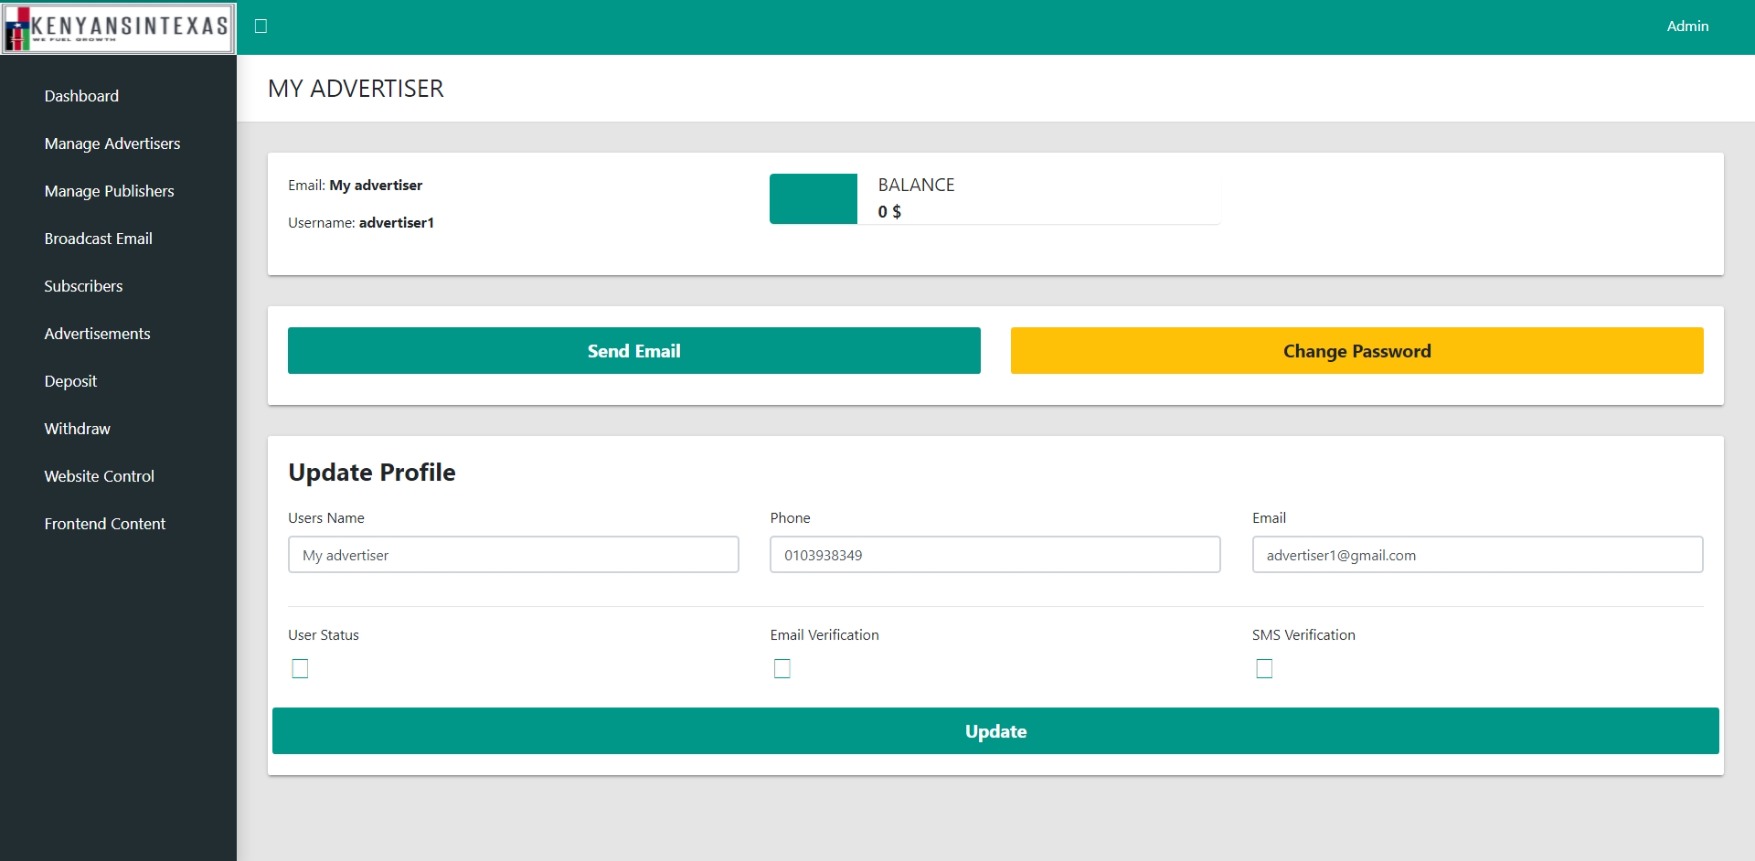 KENYANSINTEXAS
WE FUEL GROWTH
Admin
Dashboard
Manage Advertisers
Manage Publishers
Broadcast Email
Subscribers
Advertisements
Deposit
Withdraw
Website Control
Frontend Content
MY ADVERTISER
Email: My advertiser
Username: advertiser1
BALANCE
0 $
Send Email
Change Password
Update Profile
Users Name
Phone
Email
My advertiser
0103938349
advertiser1@gmail.com
User Status
Email Verification
SMS Verification
Update